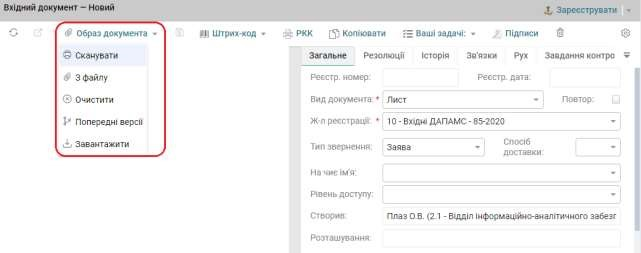 Вхідний документ — Новий
Зареєструвати
Образ документа Штрих-код РКК Копіювати Ваші задачі: Підписи
Сканувати
З файлу
Очистити
Попередні версії
Завантажити
Загальне Резолюції Історія Зв'язки Рух Завдання контро
Реєстр. номер: Реєстр. дата:
Вид документа: * Лист Повтор:
Ж-л реєстрації: * 10 - Вхідні ДАПАМС - 85-2020
Тип звернення: Заява Спосіб доставки:
На чиє ім'я:
Рівень доступу:
Створив: Плаз О.В. (2.1 - Відділ інформаційно-аналітичного забезп
Розташування: